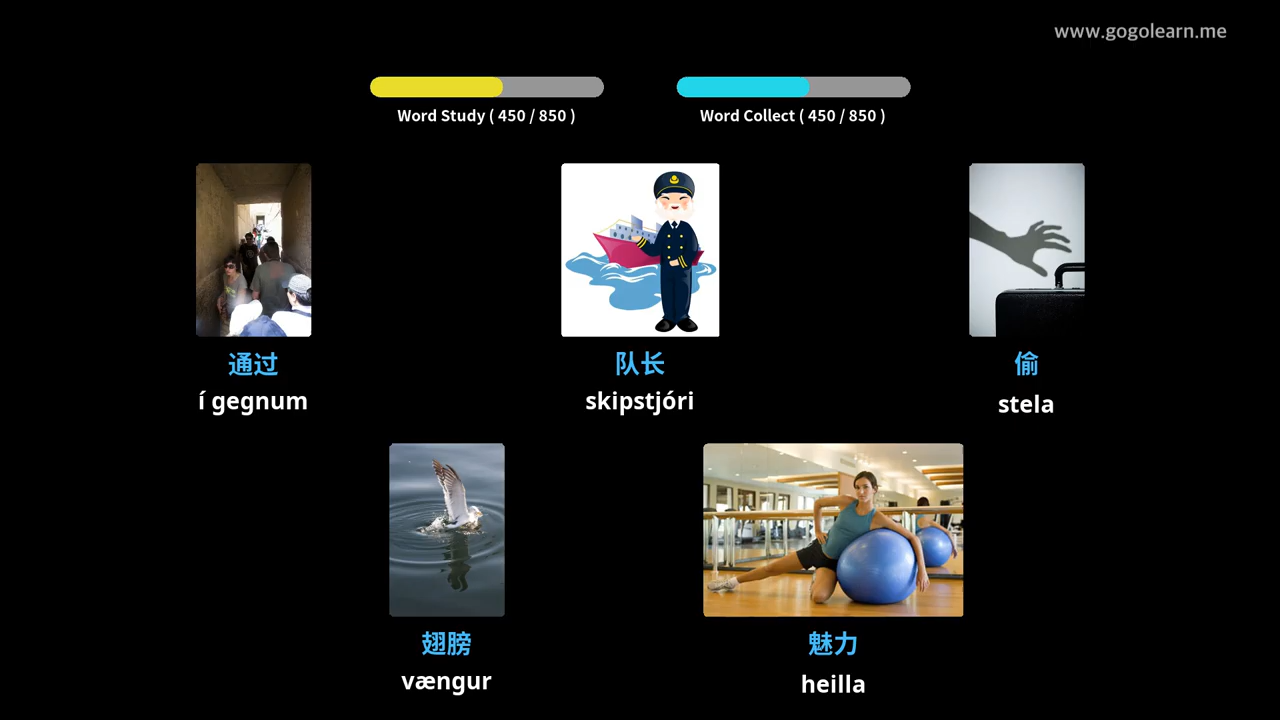 www.gogolearn.me
Word Study ( 450 / 850 )
Word Collect ( 450 / 850 )
通过
í gegnum
队长
skipstjóri
偷
stela
翅膀
vængur
魅力
heilla